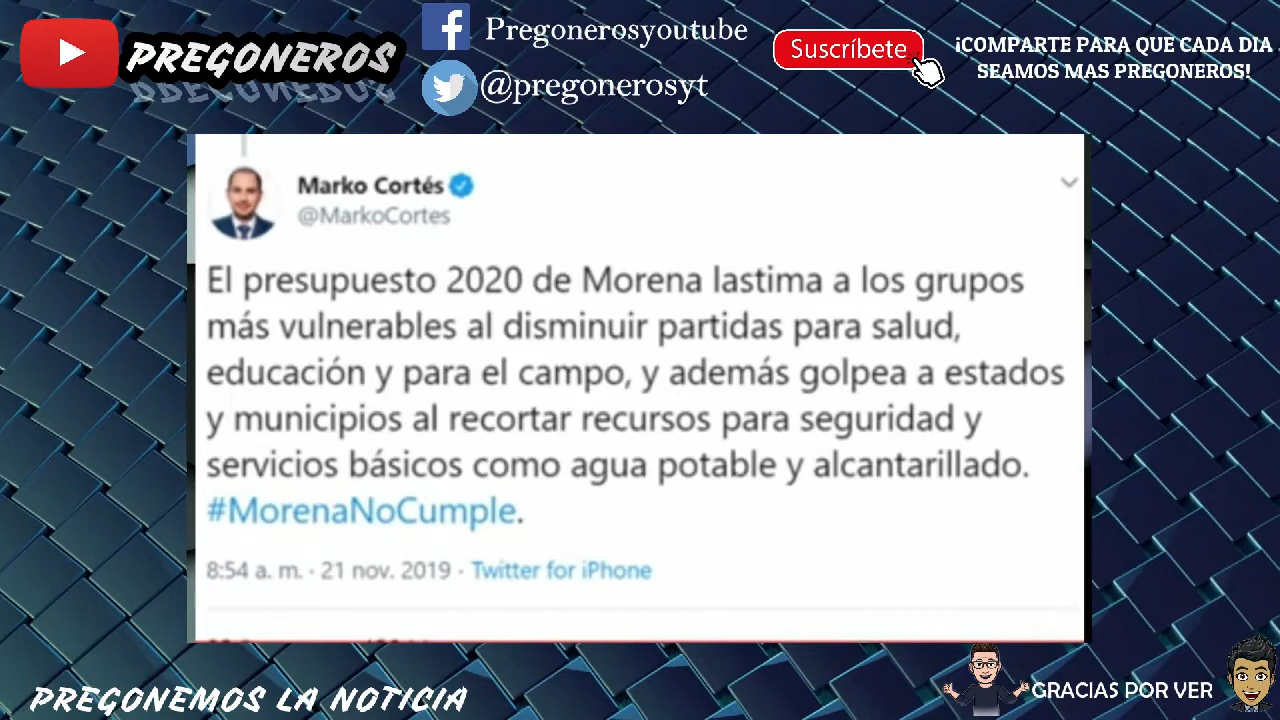 PREGONEROS
Pregonerosyoutube
@pregonerosyt
Suscríbete
¡COMPARTE PARA QUE CADA DIA
SEAMOS MAS PREGONEROS!
Marko Cortés
@MarkoCortes
El presupuesto 2020 de Morena lastima a los grupos
más vulnerables al disminuir partidas para salud,
educación y para el campo, y además golpea a estados
y municipios al recortar recursos para seguridad y
servicios básicos como agua potable y alcantarillado.
#MorenaNoCumple.
8:54 a. m. · 21 nov. 2019 · Twitter for iPhone
PREGONEMOS LA NOTICIA
GRACIAS POR VER